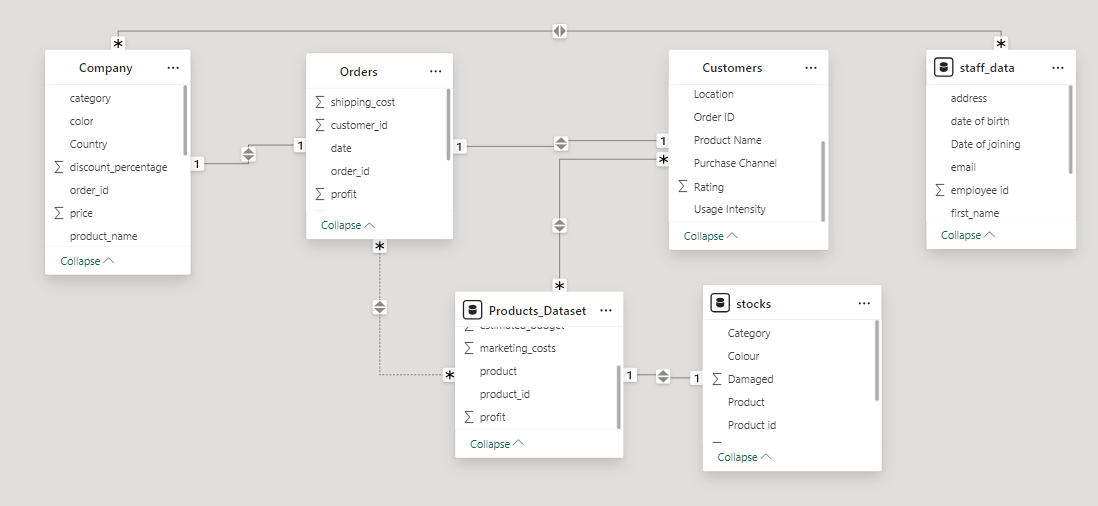 Company
category
color
Country
discount_percentage
order_id
price
product_name
Collapse
Orders
shipping_cost
customer_id
date
order_id
profit
Collapse
Customers
Location
Order ID
Product Name
Purchase Channel
Rating
Usage Intensity
Collapse
staff_data
address
date of birth
Date of joining
email
employee id
first_name
Collapse
Products_Dataset
estimated_budget
marketing_costs
product
product_id
profit
Collapse
stocks
Category
Colour
Damaged
Product
Product id
Collapse
*
*
1
1
1
1
*
*
*
*
1
1